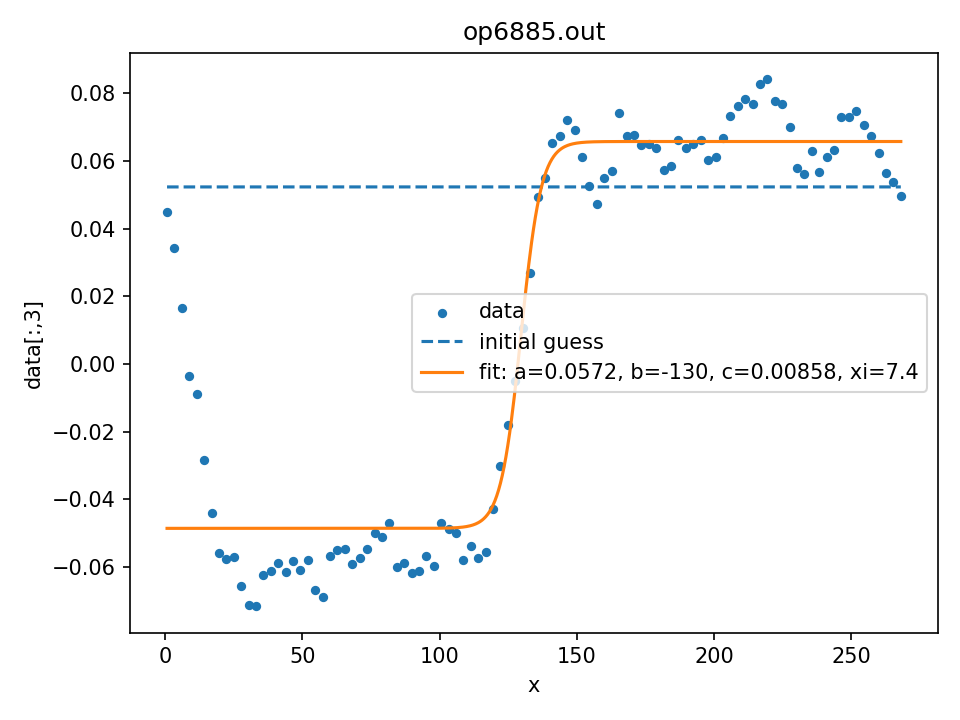 op6885.out
0.08
0.06
0.04
0.02
0.00
−0.02
−0.04
−0.06
data[:,3]
data
initial guess
fit: a=0.0572, b=-130, c=0.00858, xi=7.4
0 50 100 150 200 250
x